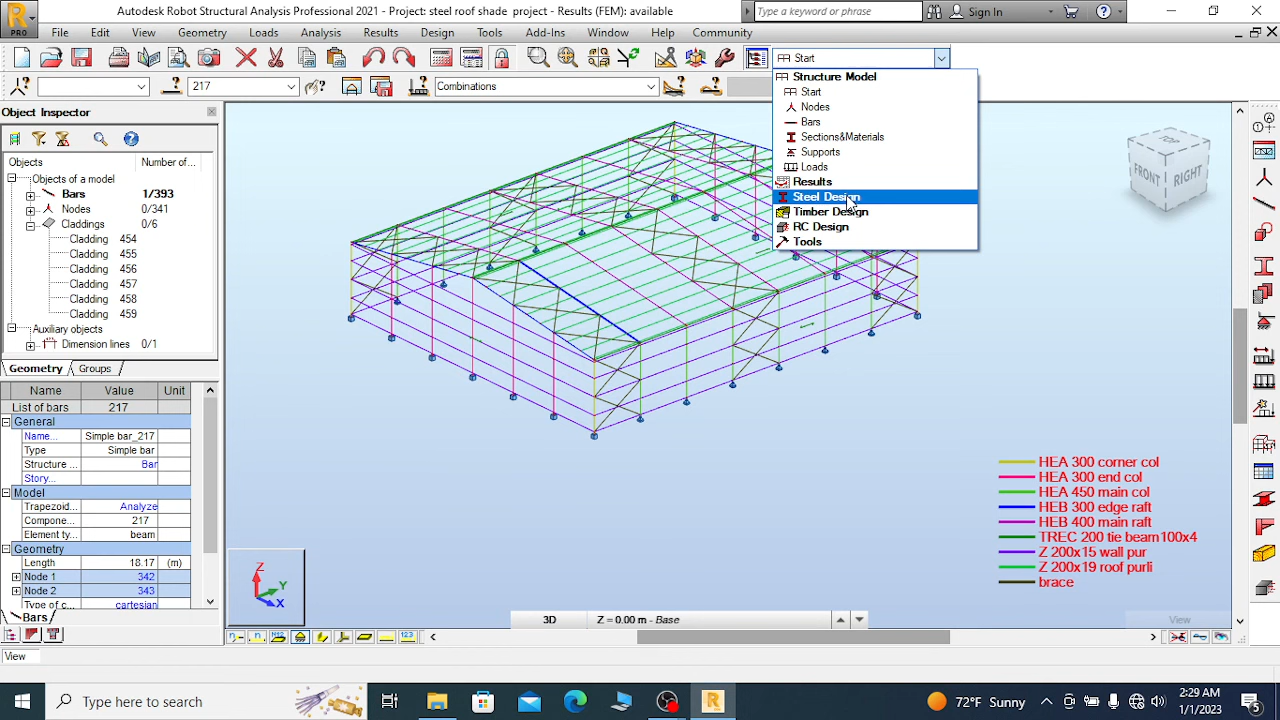 PRO
Autodesk Robot Structural Analysis Professional 2021 - Project: steel roof shade project - Results (FEM): available
Type a keyword or phrase
Sign In
File Edit View Geometry Loads Analysis Results Design Tools Add-Ins Window Help Community
Start
217
Combinations
Structure Model
Start
Nodes
Bars
Sections&Materials
Supports
Loads
Results
Steel Design
Timber Design
RC Design
Tools
Object Inspector
Objects Number of...
Objects of a model
Bars 1/393
Nodes 0/341
Claddings 0/6
Cladding 454
Cladding 455
Cladding 456
Cladding 457
Cladding 458
Cladding 459
Auxiliary objects
Dimension lines 0/1
Geometry Groups
Name Value Unit
List of bars 217
General
Name... Simple bar_217
Type Simple bar
Structure ... Bar
Story...
Model
Trapezoid... Analyze
Compone... 217
Element ty... beam
Geometry
Length 18.17 (m)
Node 1 342
Node 2 343
Type of c... cartesian
Bars
TOP
FRONT RIGHT
HEA 300 corner col
HEA 300 end col
HEA 450 main col
HEB 300 edge raft
HEB 400 main raft
TREC 200 tie beam100x4
Z 200x15 wall pur
Z 200x19 roof purli
brace
Z
Y
X
3D Z = 0.00 m - Base
View
View
Type here to search
72°F Sunny
2:29 AM
1/1/2023
5